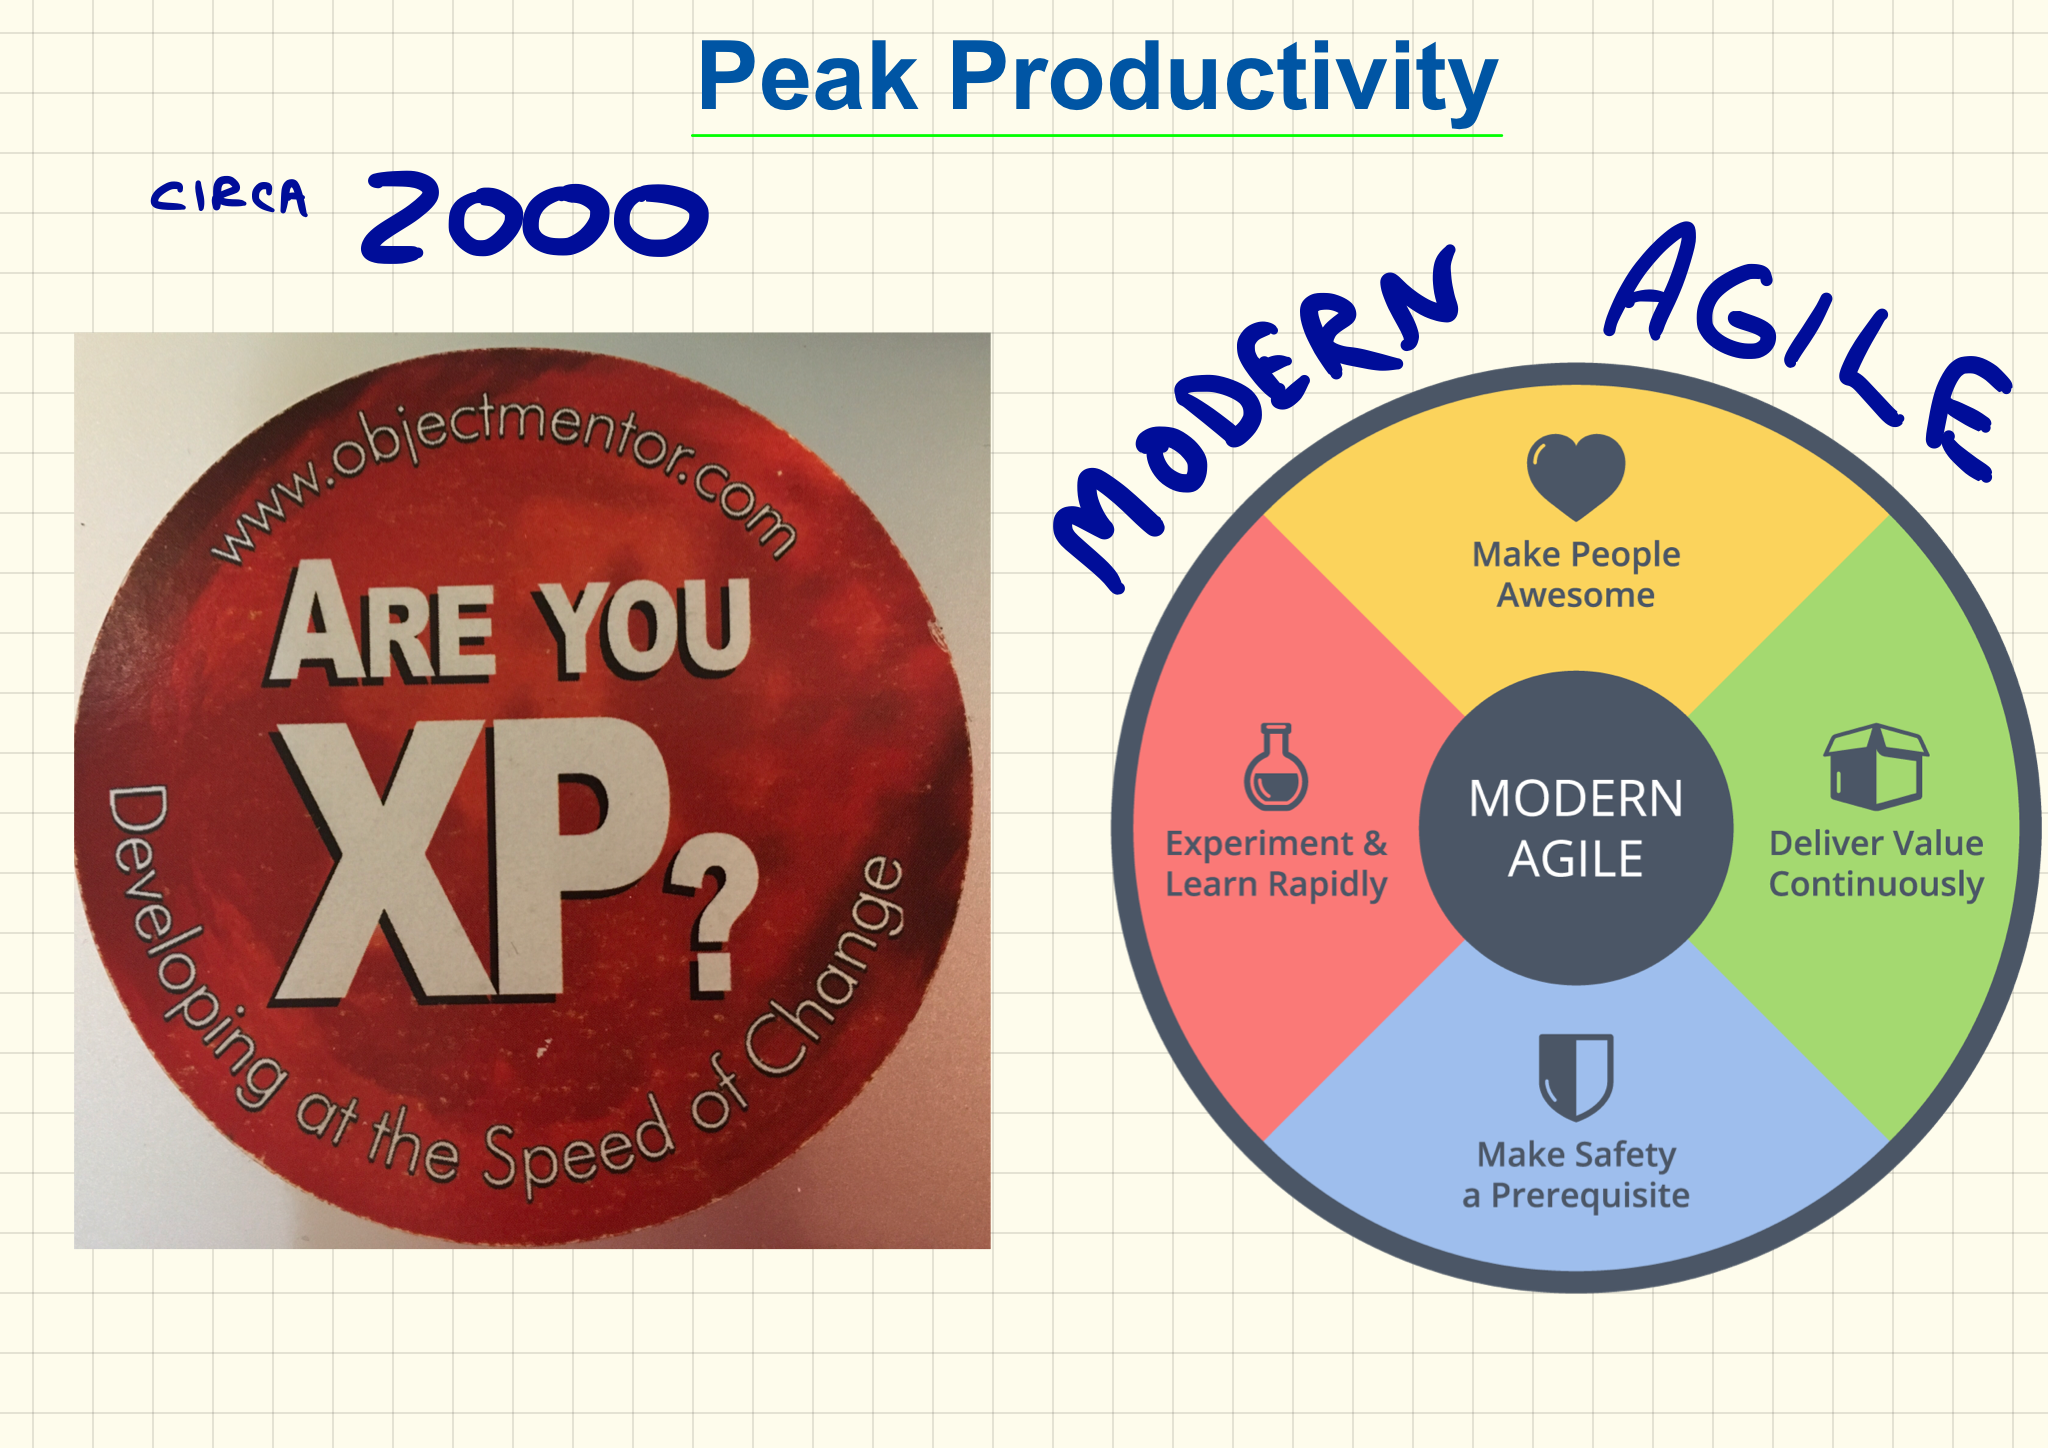 Peak Productivity
CIRCA 2000
www.objectmentor.com
ARE YOU
XP?
Developing at the Speed of Change
MODERN AGILE
Make People
Awesome
Experiment &
Learn Rapidly
MODERN
AGILE
Deliver Value
Continuously
Make Safety
a Prerequisite